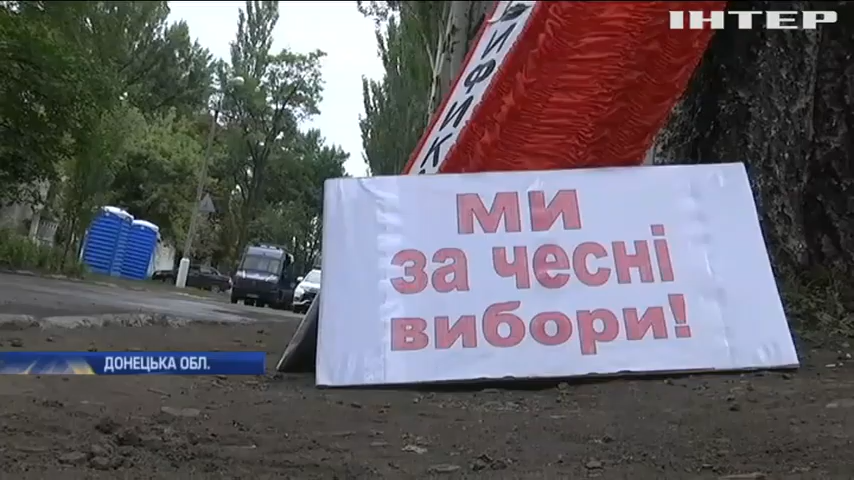 ІНТЕР
МИ
ЗА ЧЕСНІ
ВИБОРИ!
ДОНЕЦЬКА ОБЛ.